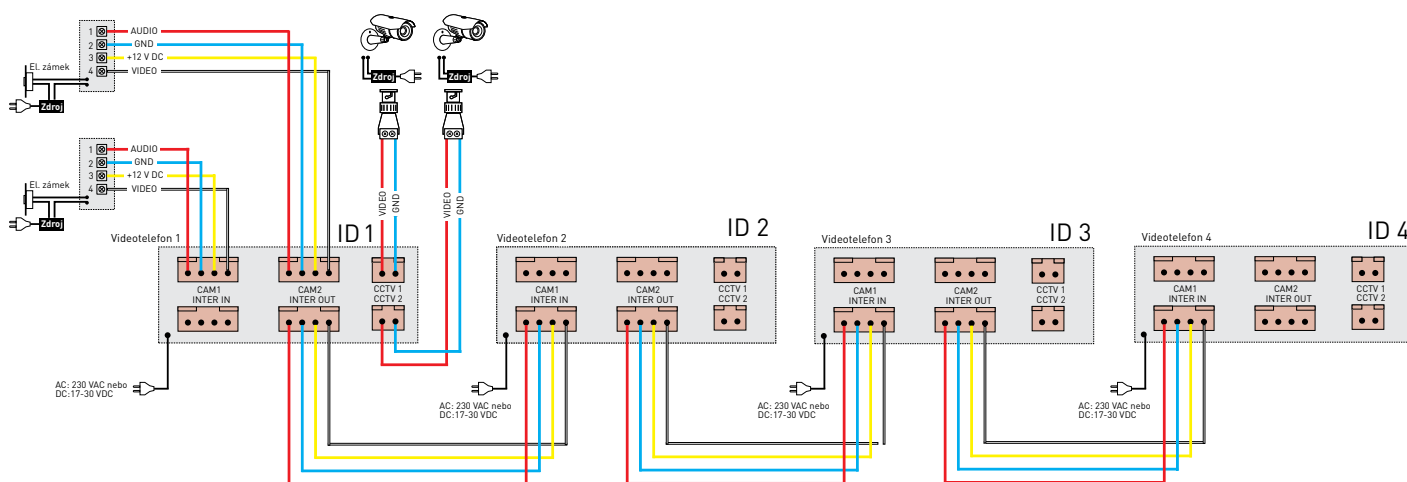 1 AUDIO
2 GND
3 +12 V DC
4 VIDEO
El. zámek
Zdroj
1 AUDIO
2 GND
3 +12 V DC
4 VIDEO
El. zámek
Zdroj
Zdroj
Zdroj
VIDEO
GND
VIDEO
GND
Videotelefon 1
ID 1
CAM1
INTER IN
CAM2
INTER OUT
CCTV 1
CCTV 2
AC: 230 VAC nebo
DC:17-30 VDC
Videotelefon 2
ID 2
CAM1
INTER IN
CAM2
INTER OUT
CCTV 1
CCTV 2
AC: 230 VAC nebo
DC:17-30 VDC
Videotelefon 3
ID 3
CAM1
INTER IN
CAM2
INTER OUT
CCTV 1
CCTV 2
AC: 230 VAC nebo
DC:17-30 VDC
Videotelefon 4
ID 4
CAM1
INTER IN
CAM2
INTER OUT
CCTV 1
CCTV 2
AC: 230 VAC nebo
DC:17-30 VDC